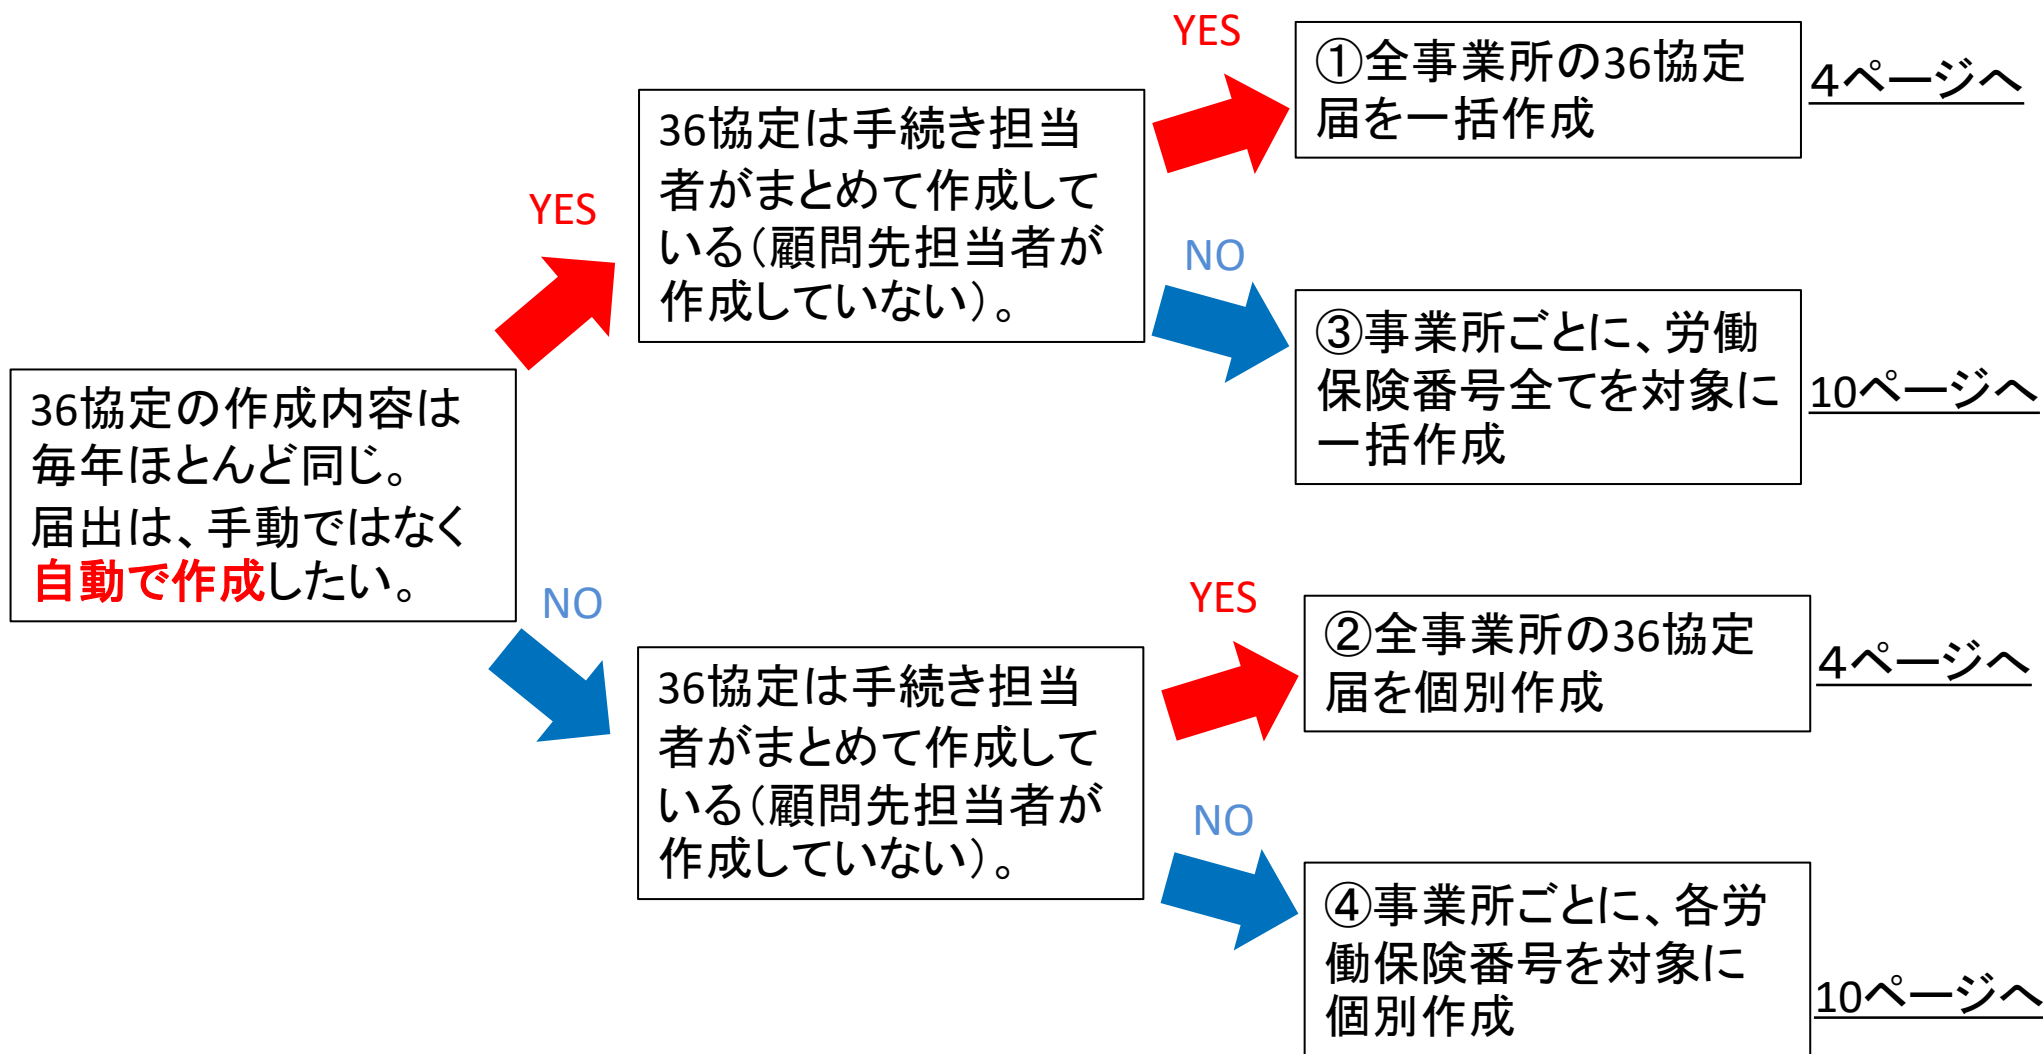 36協定の作成内容は
毎年ほとんど同じ。
届出は、手動ではなく
自動で作成したい。
YES
36協定は手続き担当
者がまとめて作成して
いる（顧問先担当者が
作成していない）。
YES
①全事業所の36協定
届を一括作成
4ページへ
NO
③事業所ごとに、労働
保険番号全てを対象に
一括作成
10ページへ
NO
36協定は手続き担当
者がまとめて作成して
いる（顧問先担当者が
作成していない）。
YES
②全事業所の36協定
届を個別作成
4ページへ
NO
④事業所ごとに、各労
働保険番号を対象に
個別作成
10ページへ